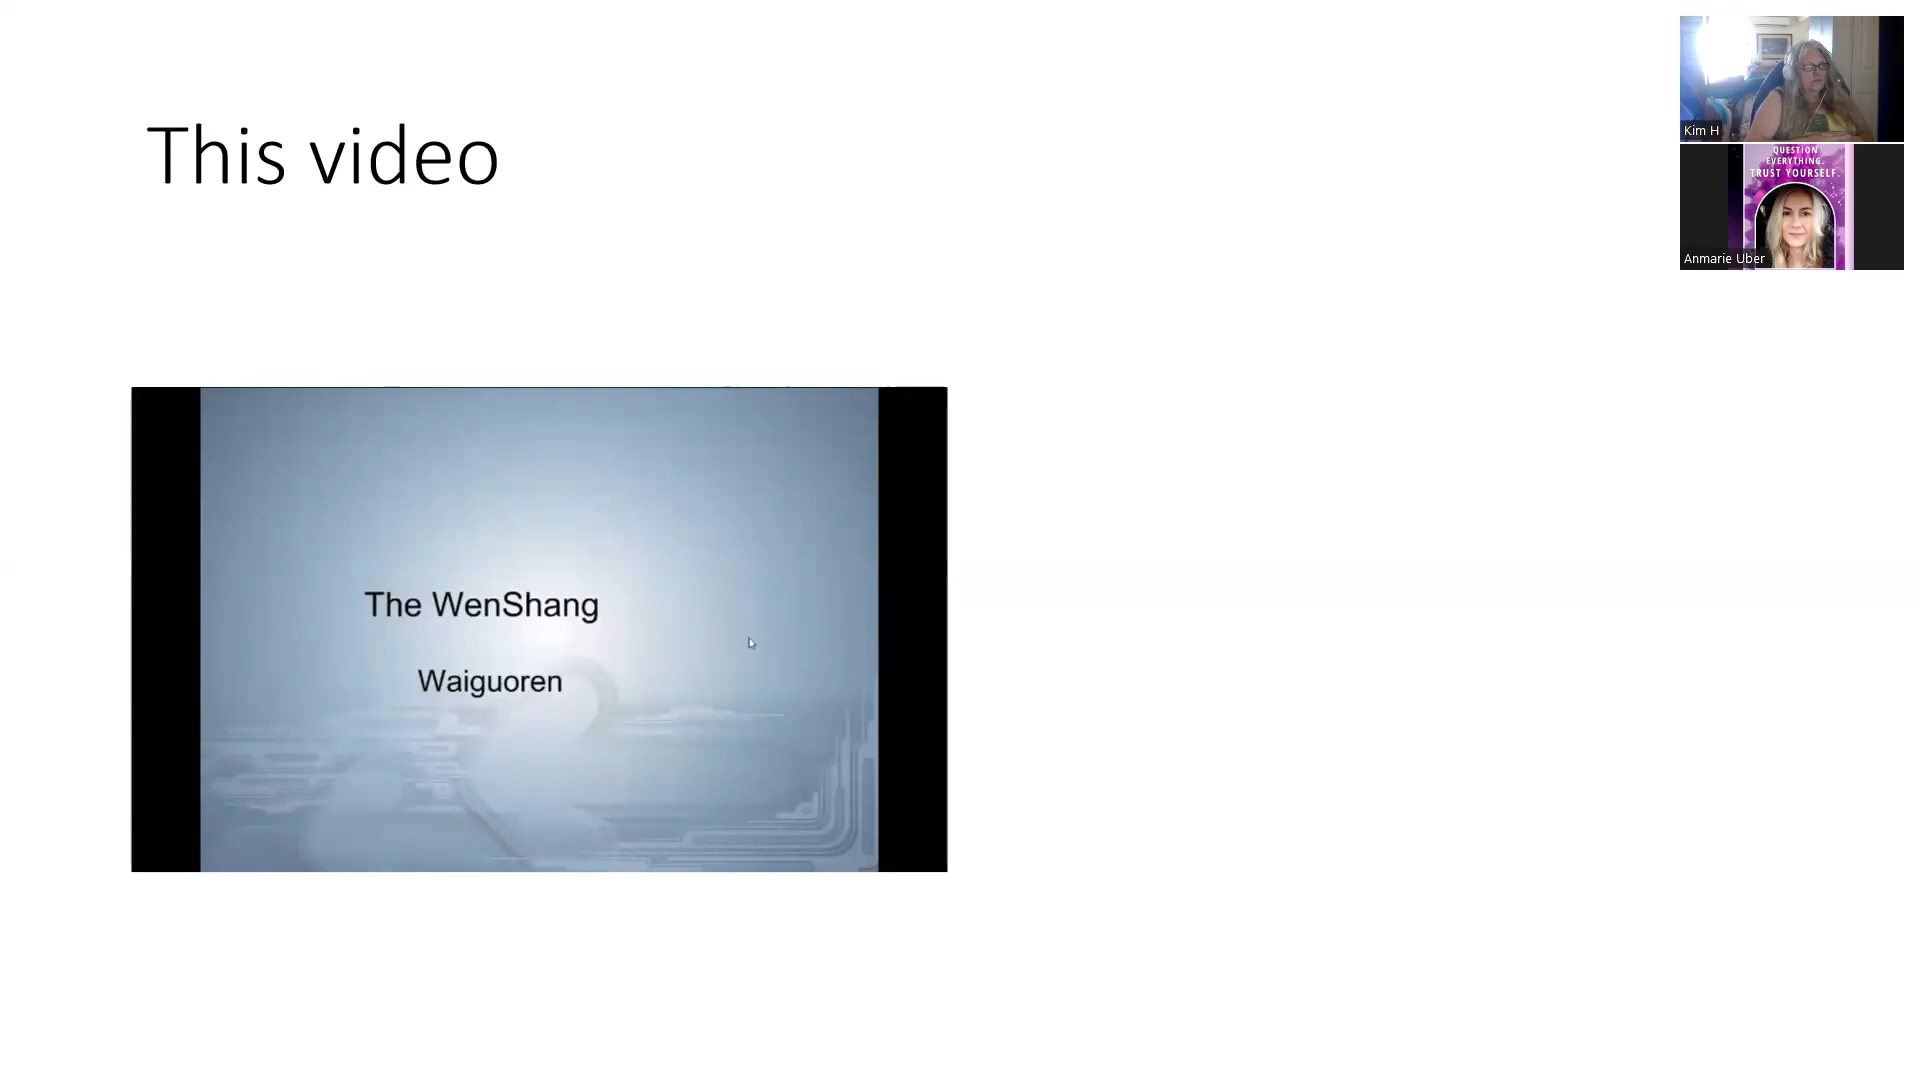 This video
The WenShang
Waiguoren
Kim H
QUESTION
EVERYTHING.
TRUST YOURSELF.
Anmarie Uber